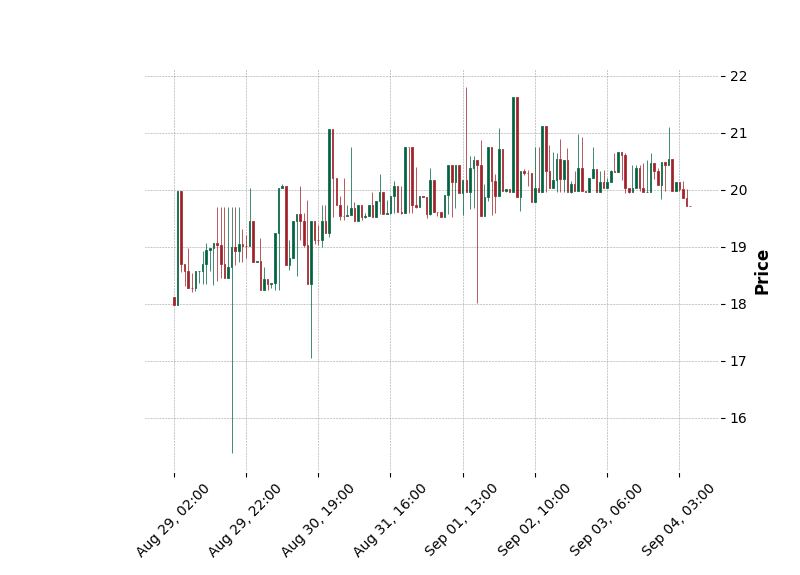 22
21
20
19
18
17
16
Price
Aug 29, 02:00
Aug 29, 22:00
Aug 30, 19:00
Aug 31, 16:00
Sep 01, 13:00
Sep 02, 10:00
Sep 03, 06:00
Sep 04, 03:00